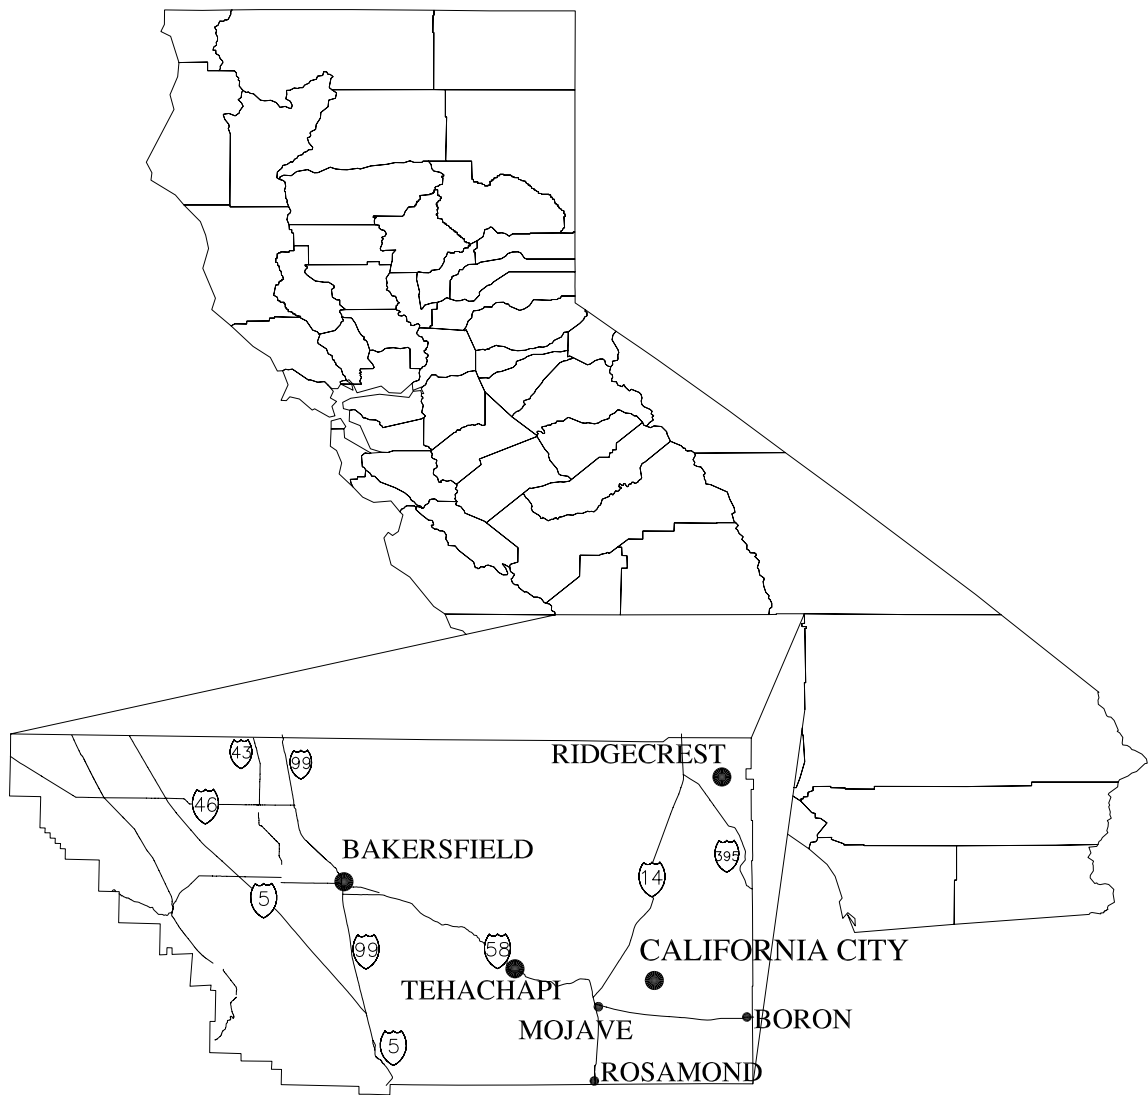 43
RIDGECREST
99
46
BAKERSFIELD
395
14
5
99
58
CALIFORNIA CITY
TEHACHAPI
MOJAVE
BORON
5
ROSAMOND